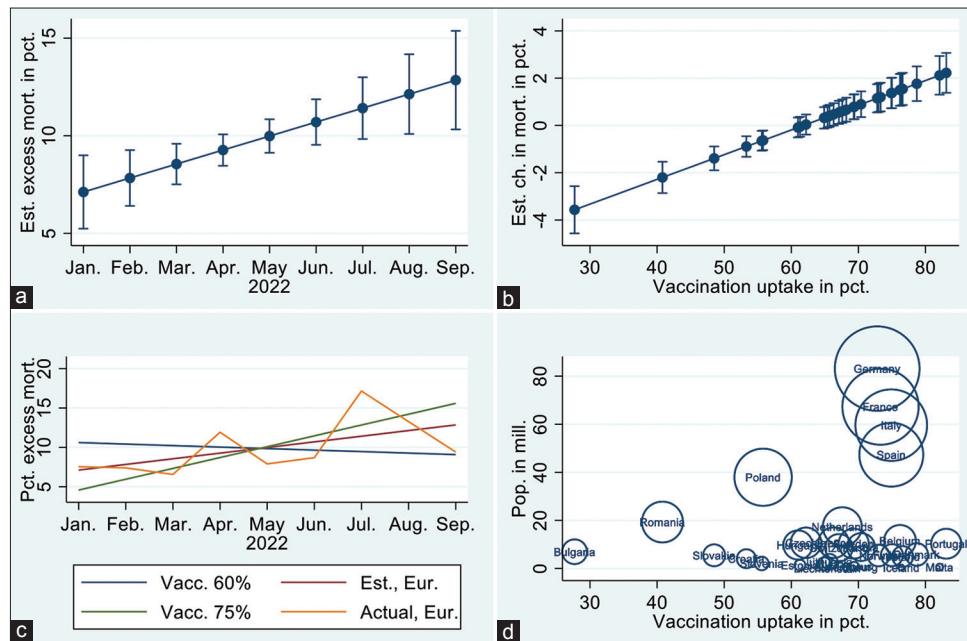 Est. excess mort. in pct.
15
10
5
Jan. Feb. Mar. Apr. May Jun. Jul. Aug. Sep.
2022
a
Est. ch. in mort. in pct.
4
2
0
-2
-4
30 40 50 60 70 80
Vaccination uptake in pct.
b
Pct. excess mort.
20
15
10
5
Jan. Feb. Mar. Apr. May Jun. Jul. Aug. Sep.
2022
Vacc. 60% Est., Eur.
Vacc. 75% Actual, Eur.
c
Pop. in mill.
80
60
40
20
0
Germany
France
Italy
Spain
Poland
Romania
Netherlands
Belgium
Portugal
Bulgaria
Slovakia
Croatia
Slovenia
Iceland
Malta
30 40 50 60 70 80
Vaccination uptake in pct.
d